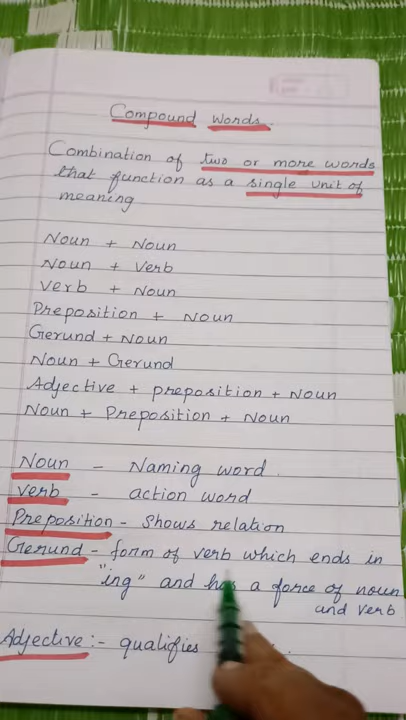 Compound Words.
Combination of two or more words
that function as a single unit of
meaning
Noun + Noun
Noun + Verb
Verb + Noun
Preposition + Noun
Gerund + Noun
Noun + Gerund
Adjective + preposition + Noun
Noun + Preposition + Noun
Noun - Naming word.
Verb - action word
Preposition - Shows relation
Gerund - form of verb which ends in
"ing" and has a force of noun
and verb
Adjective :- qualifies